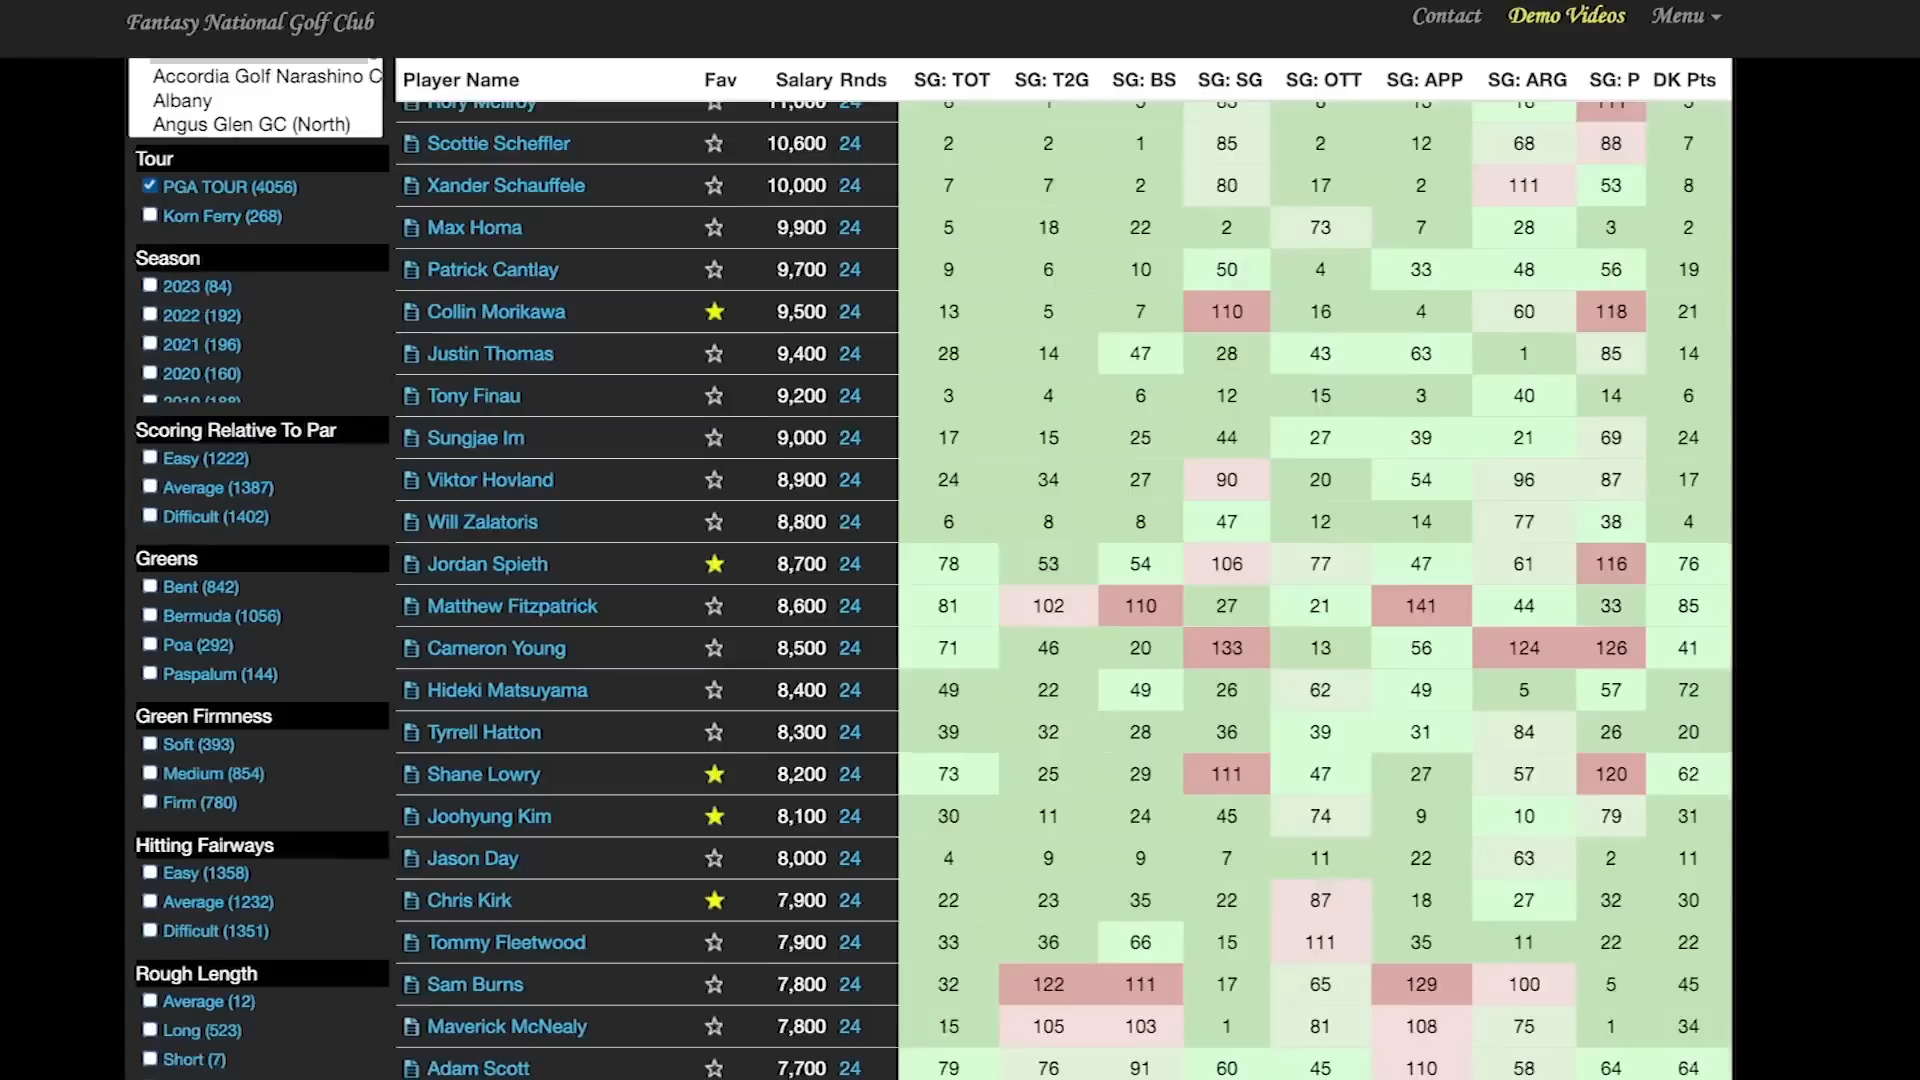 Fantasy National Golf Club
Contact Demo Videos Menu
Accordia Golf Narashino C
Albany
Angus Glen GC (North)
Tour
PGA TOUR (4056)
Korn Ferry (268)
Season
2023 (84)
2022 (192)
2021 (196)
2020 (160)
2019 (188)
Scoring Relative To Par
Easy (1222)
Average (1387)
Difficult (1402)
Greens
Bent (842)
Bermuda (1056)
Poa (292)
Paspalum (144)
Green Firmness
Soft (393)
Medium (854)
Firm (780)
Hitting Fairways
Easy (1358)
Average (1232)
Difficult (1351)
Rough Length
Average (12)
Long (523)
Short (7)
Player Name Fav Salary Rnds SG: TOT SG: T2G SG: BS SG: SG SG: OTT SG: APP SG: ARG SG: P DK Pts
Rory McIlroy 11,000 24
Scottie Scheffler 10,600 24 2 2 1 85 2 12 68 88 7
Xander Schauffele 10,000 24 7 7 2 80 17 2 111 53 8
Max Homa 9,900 24 5 18 22 2 73 7 28 3 2
Patrick Cantlay 9,700 24 9 6 10 50 4 33 48 56 19
Collin Morikawa 9,500 24 13 5 7 110 16 4 60 118 21
Justin Thomas 9,400 24 28 14 47 28 43 63 1 85 14
Tony Finau 9,200 24 3 4 6 12 15 3 40 14 6
Sungjae Im 9,000 24 17 15 25 44 27 39 21 69 24
Viktor Hovland 8,900 24 24 34 27 90 20 54 96 87 17
Will Zalatoris 8,800 24 6 8 8 47 12 14 77 38 4
Jordan Spieth 8,700 24 78 53 54 106 77 47 61 116 76
Matthew Fitzpatrick 8,600 24 81 102 110 27 21 141 44 33 85
Cameron Young 8,500 24 71 46 20 133 13 56 124 126 41
Hideki Matsuyama 8,400 24 49 22 49 26 62 49 5 57 72
Tyrrell Hatton 8,300 24 39 32 28 36 39 31 84 26 20
Shane Lowry 8,200 24 73 25 29 111 47 27 57 120 62
Joohyung Kim 8,100 24 30 11 24 45 74 9 10 79 31
Jason Day 8,000 24 4 9 9 7 11 22 63 2 11
Chris Kirk 7,900 24 22 23 35 22 87 18 27 32 30
Tommy Fleetwood 7,900 24 33 36 66 15 111 35 11 22 22
Sam Burns 7,800 24 32 122 111 17 65 129 100 5 45
Maverick McNealy 7,800 24 15 105 103 1 81 108 75 1 34
Adam Scott 7,700 24 79 76 91 60 45 110 58 64 64